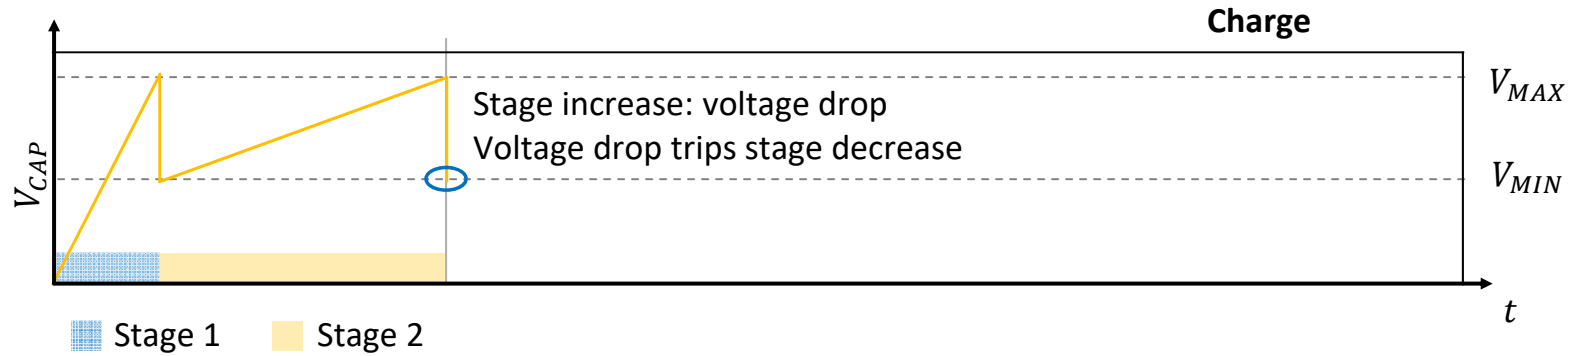 Charge
V_MAX
Stage increase: voltage drop
Voltage drop trips stage decrease
V_CAP
V_MIN
t
Stage 1
Stage 2